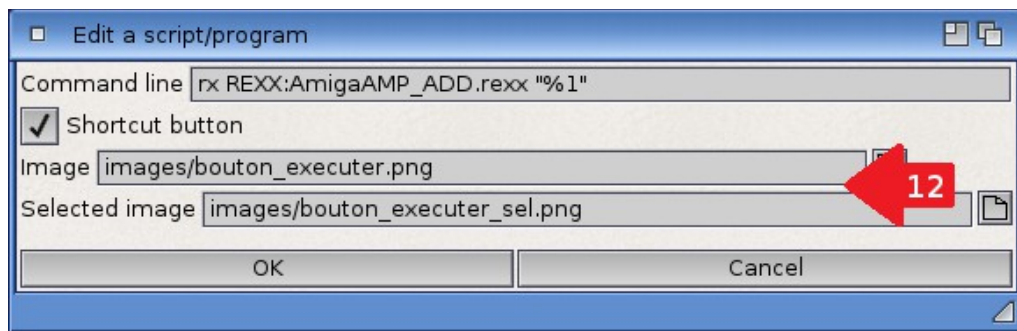 Edit a script/program
Command line rx REXX:AmigaAMP_ADD.rexx "%1"
Shortcut button
Image images/bouton_executer.png
12
Selected image images/bouton_executer_sel.png
OK Cancel